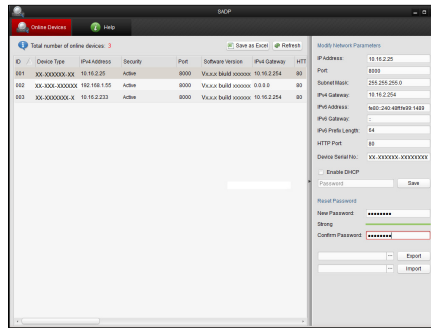 SADP
Online Devices
Help
Total number of online devices: 3
Save as Excel
Refresh
ID Device Type IPv4 Address Security Port Software Version IPv4 Gateway HTT
001 XX-XXXXXX-XX 10.16.2.25 Active 8000 Vx.x.x build xxxxxx 10.16.2.254 80
002 XX-XXX-XXXXXX 192.168.1.55 Active 8000 Vx.x.x build xxxxxx 0.0.0.0 80
003 XX-XXXXXX-XX 10.16.2.233 Active 8000 Vx.x.x build xxxxxx 10.16.2.254 80
Modify Network Parameters
IP Address: 10.16.2.25
Port: 8000
Subnet Mask: 255.255.255.0
IPv4 Gateway: 10.16.2.254
IPv6 Address: fe80::240:48ff:fe99:1489
IPv6 Gateway: ::
IPv6 Prefix Length: 64
HTTP Port: 80
Device Serial No.: XX-XXXXXX-XXXXXXXX
Enable DHCP
Password
Save
Reset Password
New Password:
Strong
Confirm Password:
Export
Import